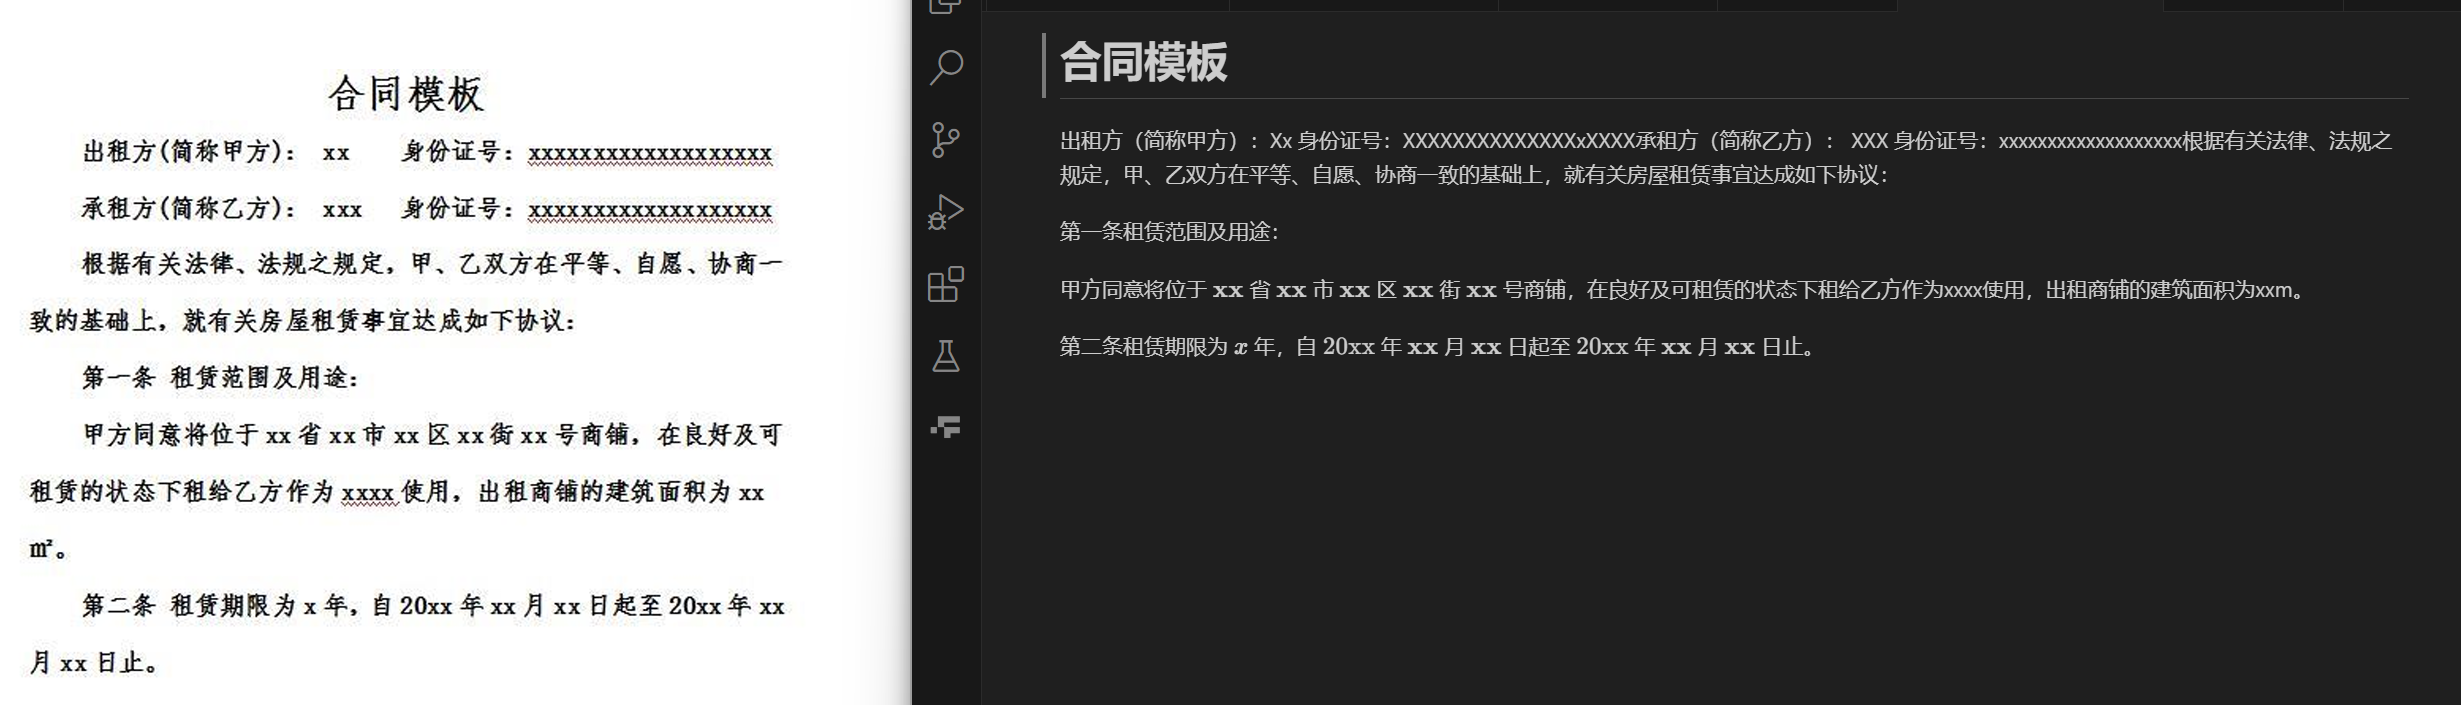 合同模板
出租方(简称甲方)： xx 身份证号：xxxxxxxxxxxxxxxxxxx
承租方(简称乙方)： xxx 身份证号：xxxxxxxxxxxxxxxxxxx
根据有关法律、法规之规定，甲、乙双方在平等、自愿、协商一
致的基础上，就有关房屋租赁事宜达成如下协议：
第一条 租赁范围及用途：
甲方同意将位于 xx 省 xx 市 xx 区 xx 街 xx 号商铺，在良好及可
租赁的状态下租给乙方作为 xxxx 使用，出租商铺的建筑面积为 xx
㎡。
第二条 租赁期限为 x 年，自 20xx 年 xx 月 xx 日起至 20xx 年 xx
月 xx 日止。
合同模板
出租方（简称甲方）：Xx 身份证号：XXXXXXXXXXXXXXxXXXX承租方（简称乙方）： XXX 身份证号：xxxxxxxxxxxxxxxxxxx根据有关法律、法规之
规定，甲、乙双方在平等、自愿、协商一致的基础上，就有关房屋租赁事宜达成如下协议：
第一条租赁范围及用途：
甲方同意将位于 xx 省 xx 市 xx 区 xx 街 xx 号商铺，在良好及可租赁的状态下租给乙方作为xxxx使用，出租商铺的建筑面积为xxm。
第二条租赁期限为 x 年，自 20xx 年 xx 月 xx 日起至 20xx 年 xx 月 xx 日止。